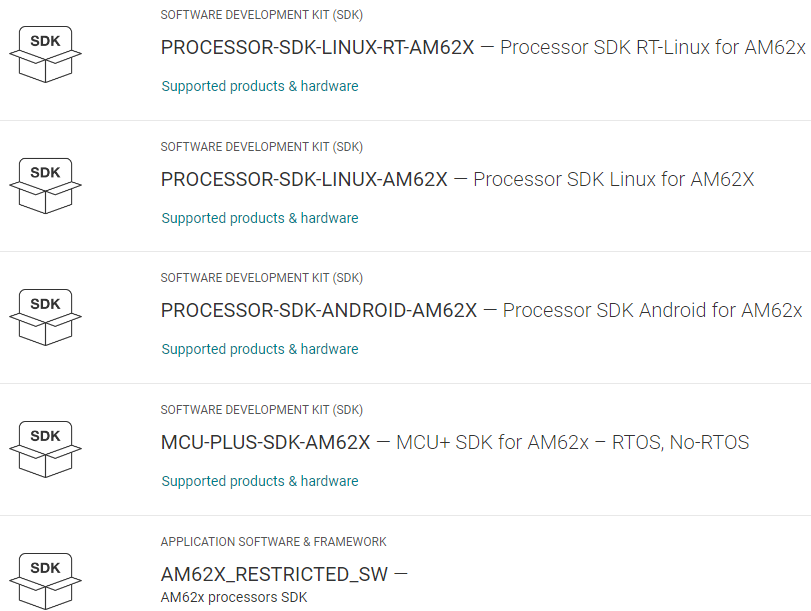 SOFTWARE DEVELOPMENT KIT (SDK)
SDK
PROCESSOR-SDK-LINUX-RT-AM62X — Processor SDK RT-Linux for AM62x
Supported products & hardware
SOFTWARE DEVELOPMENT KIT (SDK)
SDK
PROCESSOR-SDK-LINUX-AM62X — Processor SDK Linux for AM62X
Supported products & hardware
SOFTWARE DEVELOPMENT KIT (SDK)
SDK
PROCESSOR-SDK-ANDROID-AM62X — Processor SDK Android for AM62x
Supported products & hardware
SOFTWARE DEVELOPMENT KIT (SDK)
SDK
MCU-PLUS-SDK-AM62X — MCU+ SDK for AM62x – RTOS, No-RTOS
Supported products & hardware
APPLICATION SOFTWARE & FRAMEWORK
SDK
AM62X_RESTRICTED_SW —
AM62x processors SDK